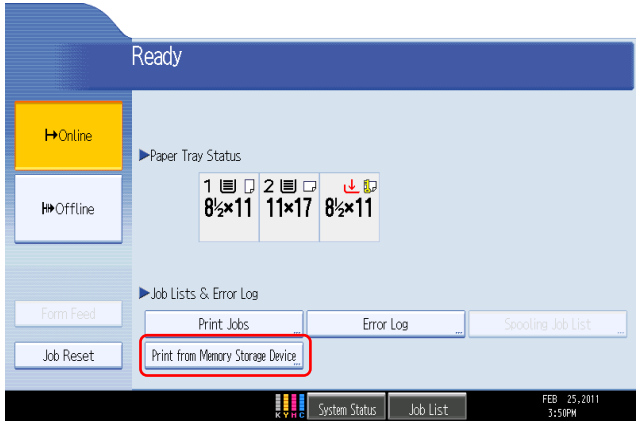 Ready
Online
▶Paper Tray Status
1 2
8½×11 11×17 8½×11
Offline
▶Job Lists & Error Log
Form Feed
Print Jobs ... Error Log ... Spooling Job List ...
Job Reset
Print from Memory Storage Device...
K Y M C
System Status Job List
FEB 25,2011
3:50PM